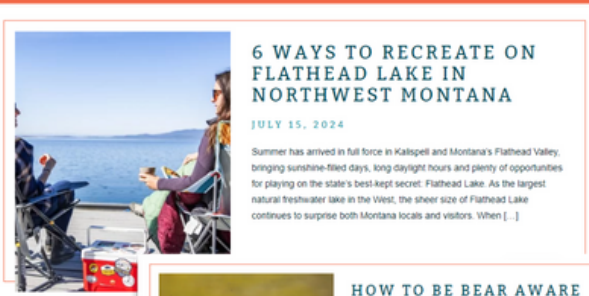 6 WAYS TO RECREATE ON
FLATHEAD LAKE IN
NORTHWEST MONTANA
JULY 15, 2024
Summer has arrived in full force in Kalispell and Montana's Flathead Valley,
bringing sunshine-filled days, long daylight hours and plenty of opportunities
for playing on the state's best-kept secret: Flathead Lake. As the largest
natural freshwater lake in the West, the sheer size of Flathead Lake
continues to surprise both Montana locals and visitors. When [...]
HOW TO BE BEAR AWARE